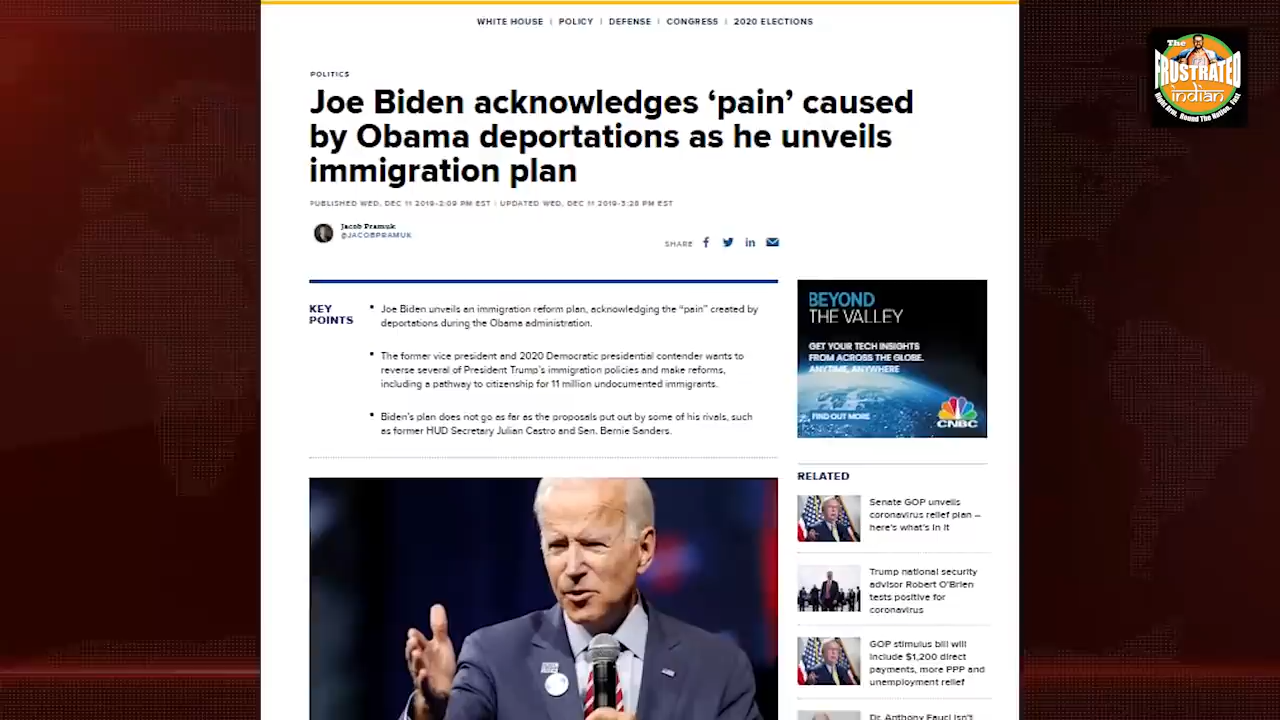 WHITE HOUSE | POLICY | DEFENSE | CONGRESS | 2020 ELECTIONS
The
FRUSTRATED
indian
POLITICS
Joe Biden acknowledges ‘pain’ caused
by Obama deportations as he unveils
immigration plan
PUBLISHED WED, DEC 11 2019-2:09 PM EST | UPDATED WED, DEC 11 2019-3:28 PM EST
Jacob Pramuk
@JACOBPRAMUK
SHARE
KEY
POINTS
Joe Biden unveils an immigration reform plan, acknowledging the “pain” created by
deportations during the Obama administration.
The former vice president and 2020 Democratic presidential contender wants to
reverse several of President Trump’s immigration policies and make reforms,
including a pathway to citizenship for 11 million undocumented immigrants.
Biden’s plan does not go as far as the proposals put out by some of his rivals, such
as former HUD Secretary Julian Castro and Sen. Bernie Sanders.
BEYOND
THE VALLEY
GET YOUR TECH INSIGHTS
FROM ACROSS THE GLOBE.
ANYTIME, ANYWHERE
FIND OUT MORE
CNBC
RELATED
Senate GOP unveils
coronavirus relief plan –
here’s what’s in it
Trump national security
advisor Robert O’Brien
tests positive for
coronavirus
GOP stimulus bill will
include $1,200 direct
payments, more PPP and
unemployment relief
Dr. Anthony Fauci isn’t